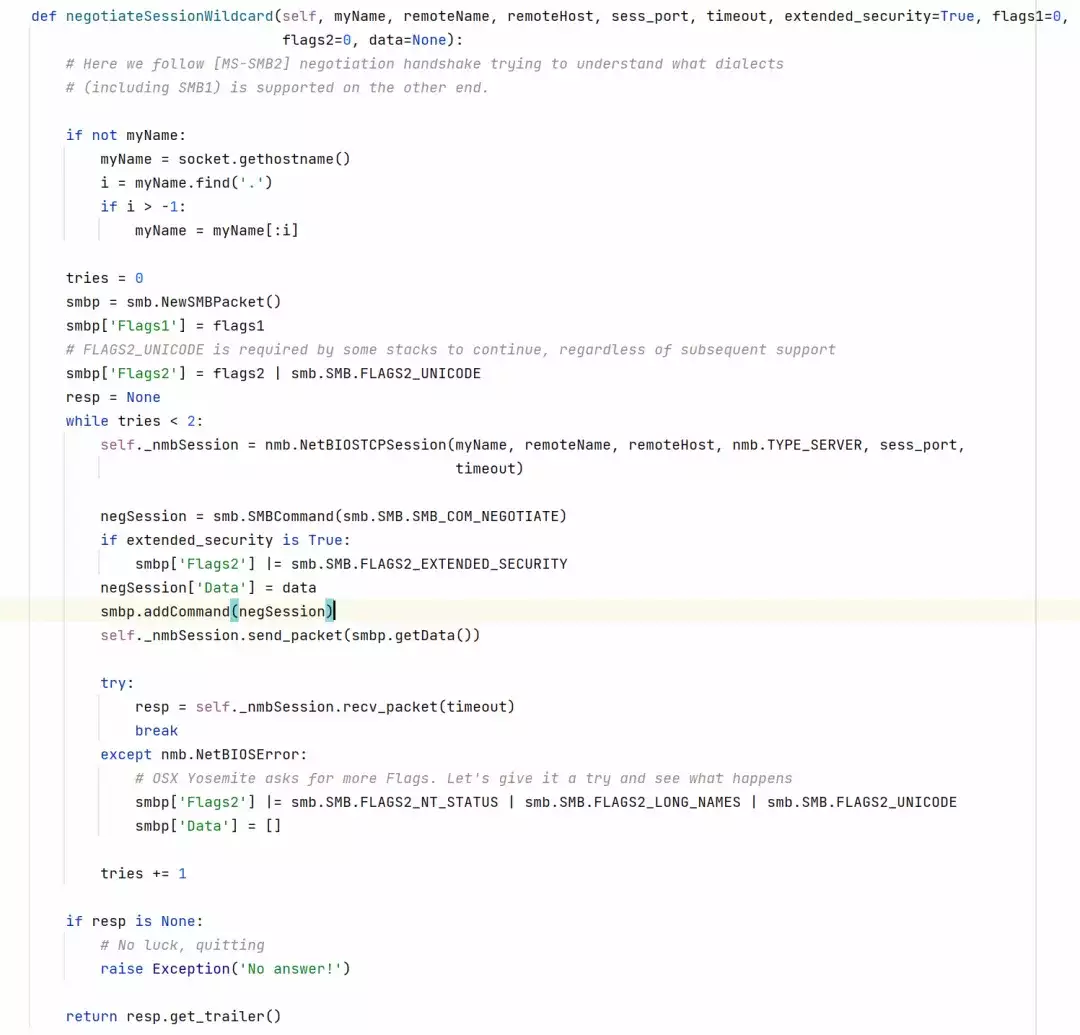 def negotiateSessionWildcard(self, myName, remoteName, remoteHost, sess_port, timeout, extended_security=True, flags1=0,
                             flags2=0, data=None):
    # Here we follow [MS-SMB2] negotiation handshake trying to understand what dialects
    # (including SMB1) is supported on the other end.

    if not myName:
        myName = socket.gethostname()
        i = myName.find('.')
        if i > -1:
            myName = myName[:i]

    tries = 0
    smbp = smb.NewSMBPacket()
    smbp['Flags1'] = flags1
    # FLAGS2_UNICODE is required by some stacks to continue, regardless of subsequent support
    smbp['Flags2'] = flags2 | smb.SMB.FLAGS2_UNICODE
    resp = None
    while tries < 2:
        self._nmbSession = nmb.NetBIOSTCPSession(myName, remoteName, remoteHost, nmb.TYPE_SERVER, sess_port,
                                                 timeout)

        negSession = smb.SMBCommand(smb.SMB.SMB_COM_NEGOTIATE)
        if extended_security is True:
            smbp['Flags2'] |= smb.SMB.FLAGS2_EXTENDED_SECURITY
        negSession['Data'] = data
        smbp.addCommand(negSession)
        self._nmbSession.send_packet(smbp.getData())

        try:
            resp = self._nmbSession.recv_packet(timeout)
            break
        except nmb.NetBIOSError:
            # OSX Yosemite asks for more Flags. Let's give it a try and see what happens
            smbp['Flags2'] |= smb.SMB.FLAGS2_NT_STATUS | smb.SMB.FLAGS2_LONG_NAMES | smb.SMB.FLAGS2_UNICODE
            smbp['Data'] = []

        tries += 1

    if resp is None:
        # No luck, quitting
        raise Exception('No answer!')

    return resp.get_trailer()